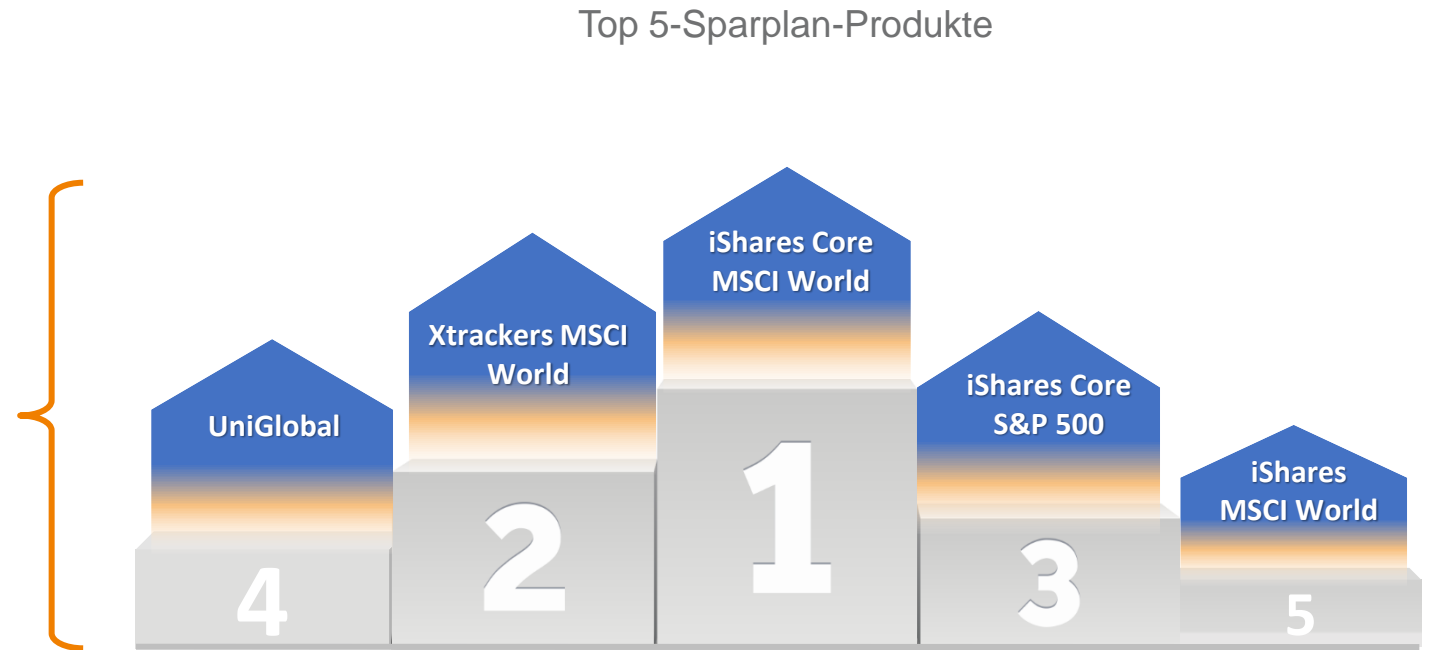 Top 5-Sparplan-Produkte
UniGlobal
4
Xtrackers MSCI
World
2
iShares Core
MSCI World
1
iShares Core
S&P 500
3
iShares
MSCI World
5